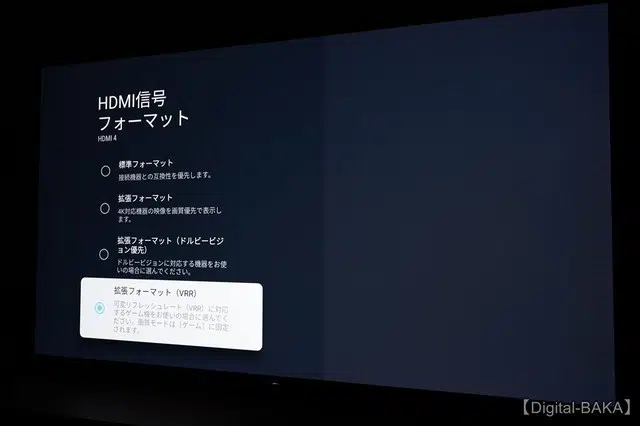 HDMI信号
フォーマット
HDMI 4
標準フォーマット
接続機器との互換性を優先します。
拡張フォーマット
4K対応機器の映像を画質優先で表示し
ます。
拡張フォーマット（ドルビービジ
ョン優先）
ドルビービジョンに対応する機器をお使
いの場合に選んでください。
拡張フォーマット（VRR）
可変リフレッシュレート（VRR）に対応
するゲーム機をお使いの場合に選んでく
ださい。画質モードは［ゲーム］に固定
されます。
【Digital-BAKA】